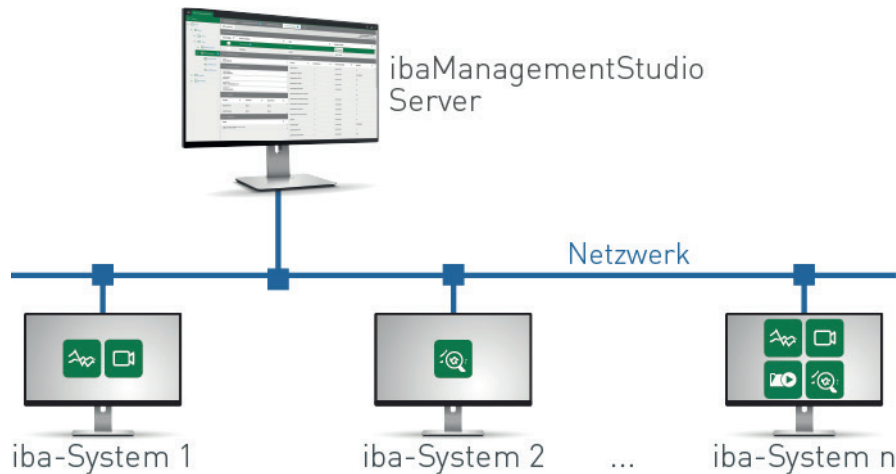 ibaManagementStudio
Server
Netzwerk
iba-System 1
iba-System 2
...
iba-System n